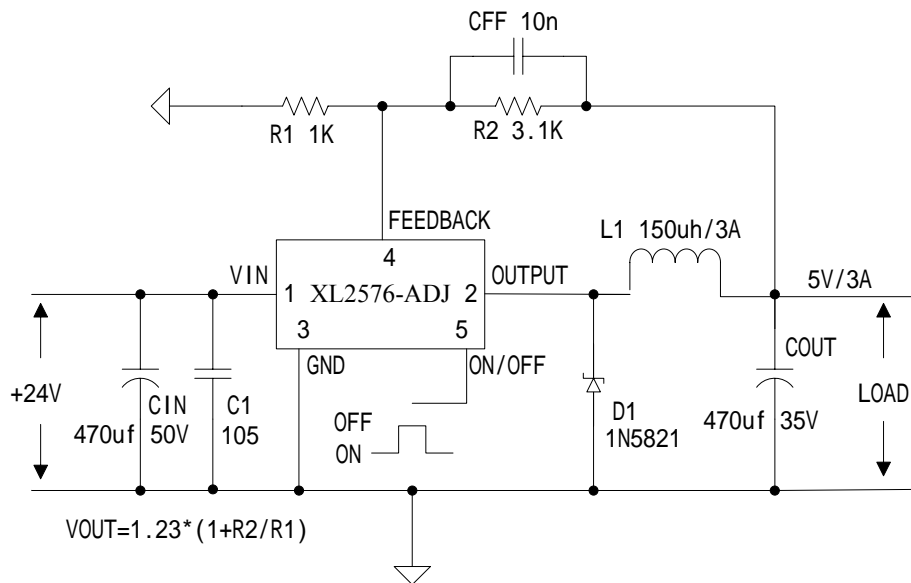 CFF 10n
R1 1K
R2 3.1K
FEEDBACK
L1 150uh/3A
4
VIN
OUTPUT
5V/3A
1 XL2576-ADJ 2
3 5
GND
ON/OFF
COUT
+24V
CIN
C1
D1
LOAD
470uf 50V
105
OFF
1N5821
470uf 35V
ON
VOUT=1.23*(1+R2/R1)